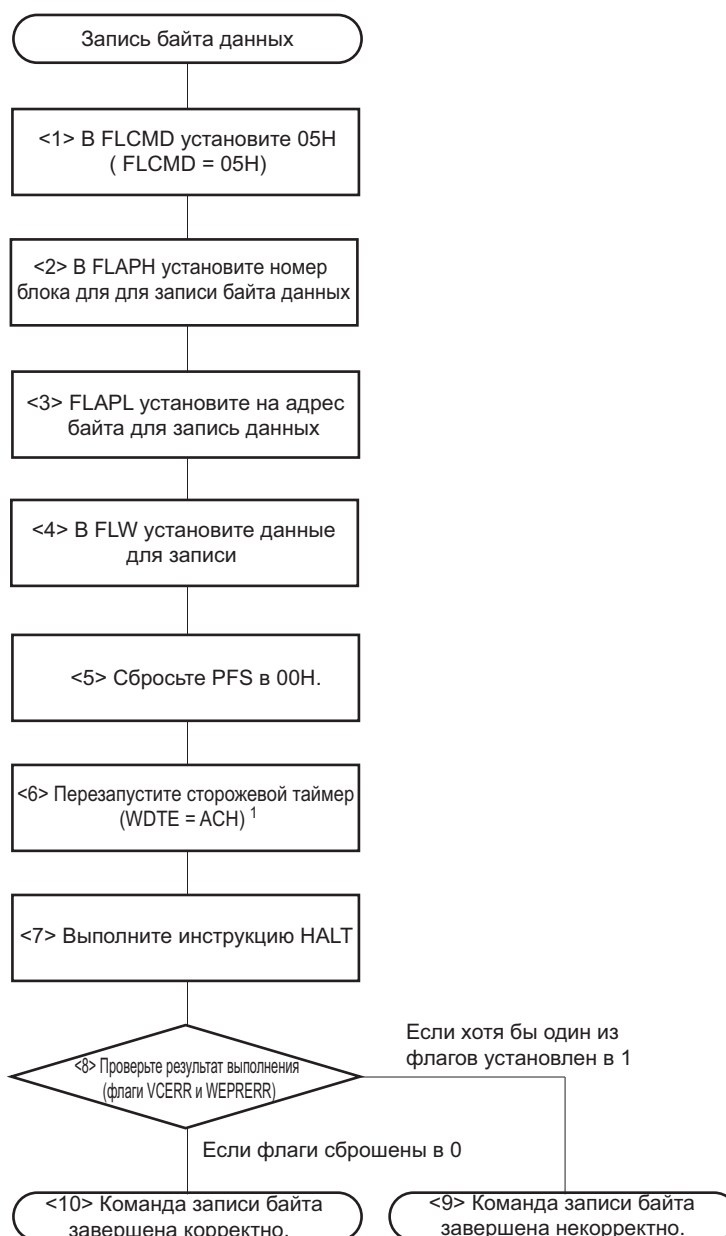 Запись байта данных
<1> В FLCMD установите 05H
( FLCMD = 05H)
<2> В FLAPH установите номер
блока для для записи байта данных
<3> FLAPL установите на адрес
байта для запись данных
<4> В FLW установите данные
для записи
<5> Сбросьте PFS в 00H.
<6> Перезапустите сторожевой таймер
(WDTE = ACH) 1
<7> Выполните инструкцию HALT
<8> Проверьте результат выполнения
(флаги VCERR и WEPRERR)
Если хотя бы один из
флагов установлен в 1
Если флаги сброшены в 0
<10> Команда записи байта
завершена корректно.
<9> Команда записи байта
завершена некорректно.